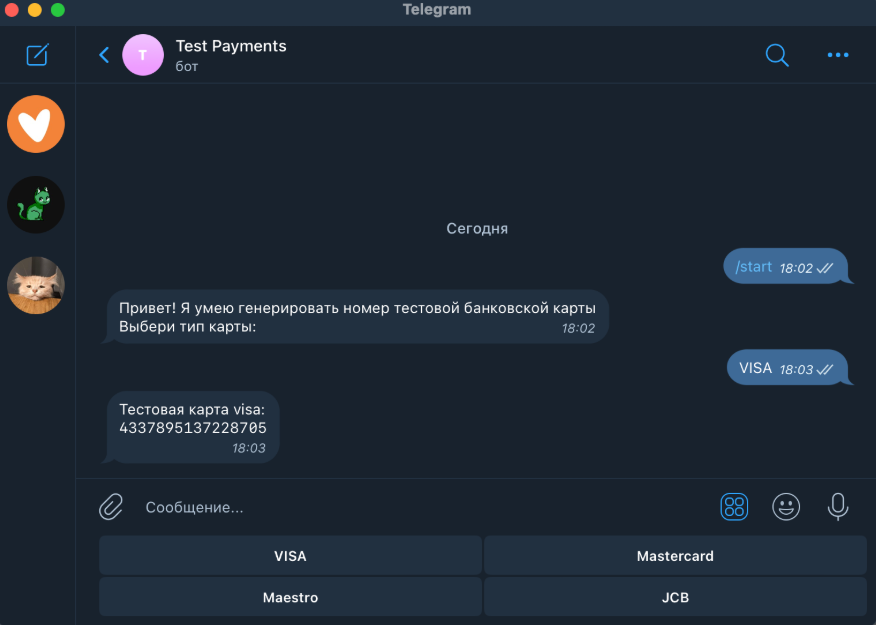 Telegram
T
Test Payments
бот
Сегодня
/start 18:02
Привет! Я умею генерировать номер тестовой банковской карты
Выбери тип карты:
18:02
VISA 18:03
Тестовая карта visa:
4337895137228705
18:03
Сообщение...
VISA
Mastercard
Maestro
JCB